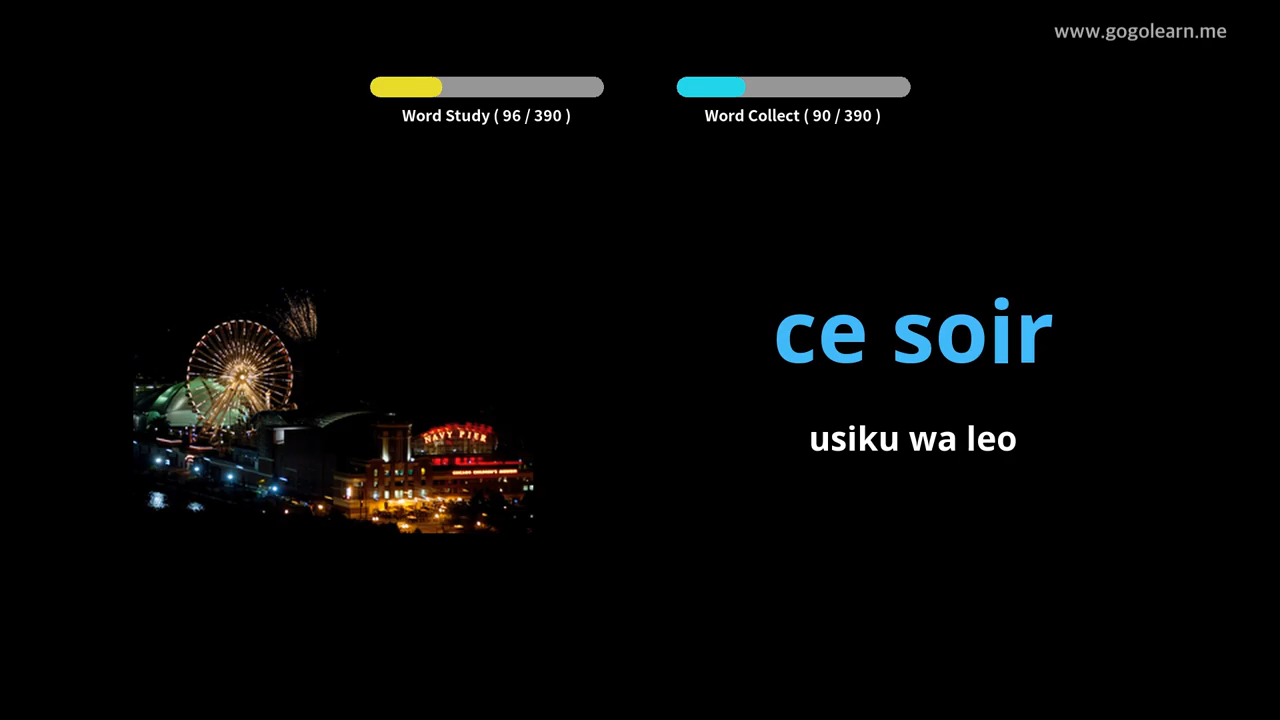 www.gogolearn.me
Word Study ( 96 / 390 )
Word Collect ( 90 / 390 )
ce soir
usiku wa leo
NAVY PIER